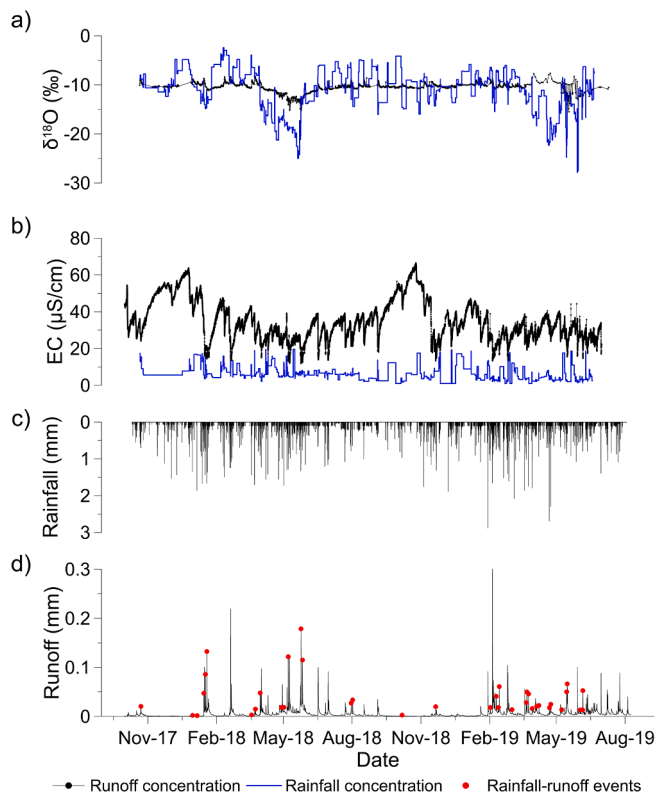 a)
0
-10
-20
-30
δ¹⁸O (‰)
b)
80
60
40
20
0
EC (µS/cm)
c)
0
1
2
3
Rainfall (mm)
d)
0.3
0.2
0.1
0
Runoff (mm)
Nov-17 Feb-18 May-18 Aug-18 Nov-18 Feb-19 May-19 Aug-19
Date
Runoff concentration Rainfall concentration Rainfall-runoff events